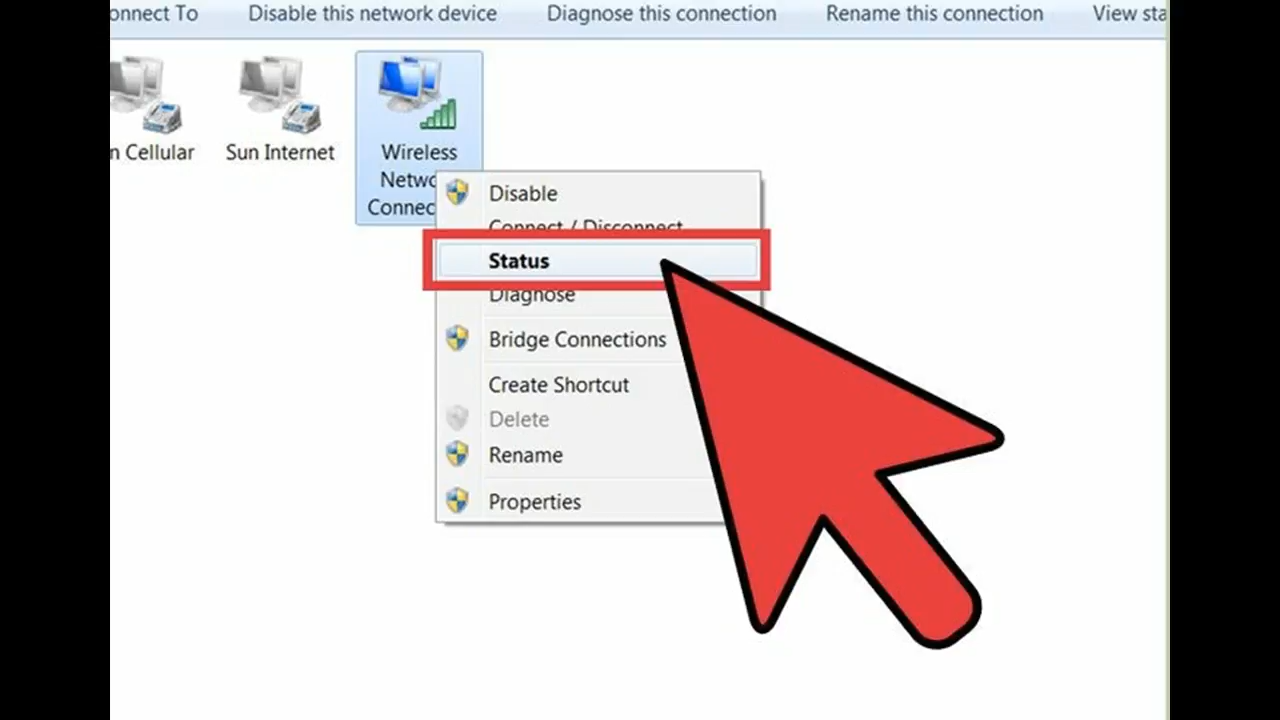 onnect To Disable this network device Diagnose this connection Rename this connection View sta
n Cellular Sun Internet Wireless
Netwo
Connec
Disable
Connect / Disconnect
Status
Diagnose
Bridge Connections
Create Shortcut
Delete
Rename
Properties